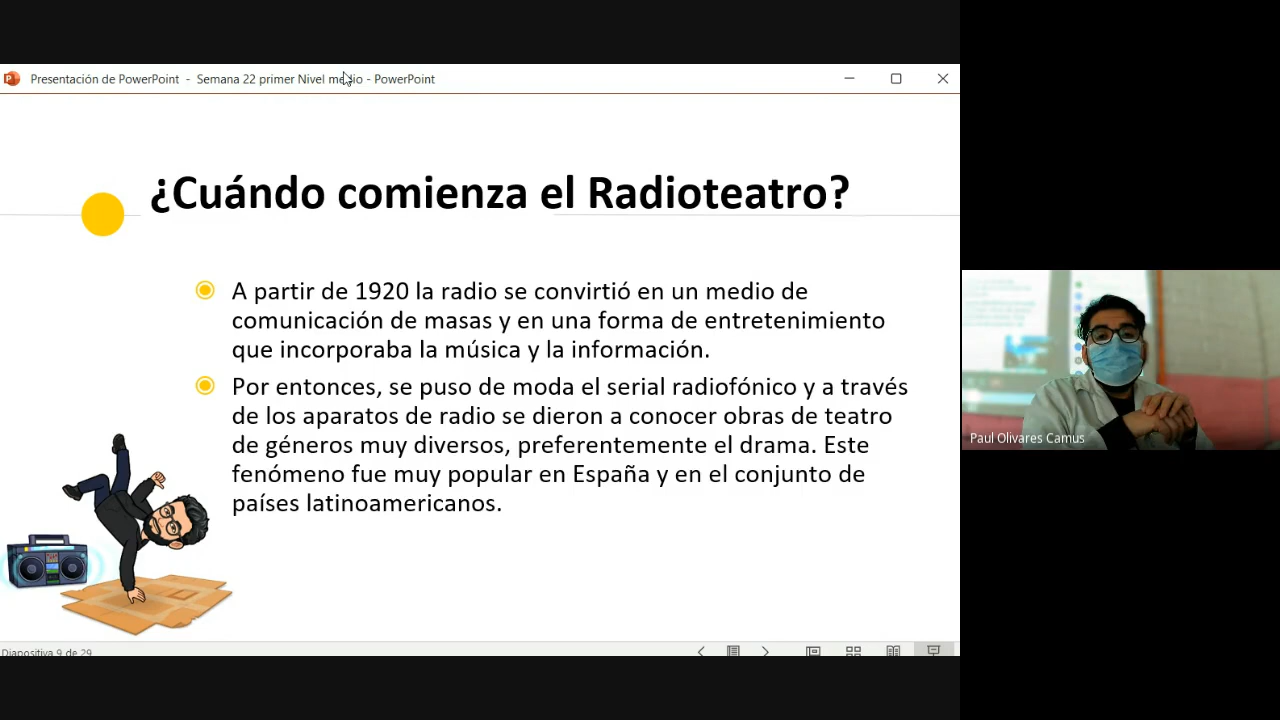 Presentación de PowerPoint - Semana 22 primer Nivel medio - PowerPoint
¿Cuándo comienza el Radioteatro?
A partir de 1920 la radio se convirtió en un medio de
comunicación de masas y en una forma de entretenimiento
que incorporaba la música y la información.
Por entonces, se puso de moda el serial radiofónico y a través
de los aparatos de radio se dieron a conocer obras de teatro
de géneros muy diversos, preferentemente el drama. Este
fenómeno fue muy popular en España y en el conjunto de
países latinoamericanos.
Diapositiva 9 de 29
Paul Olivares Camus